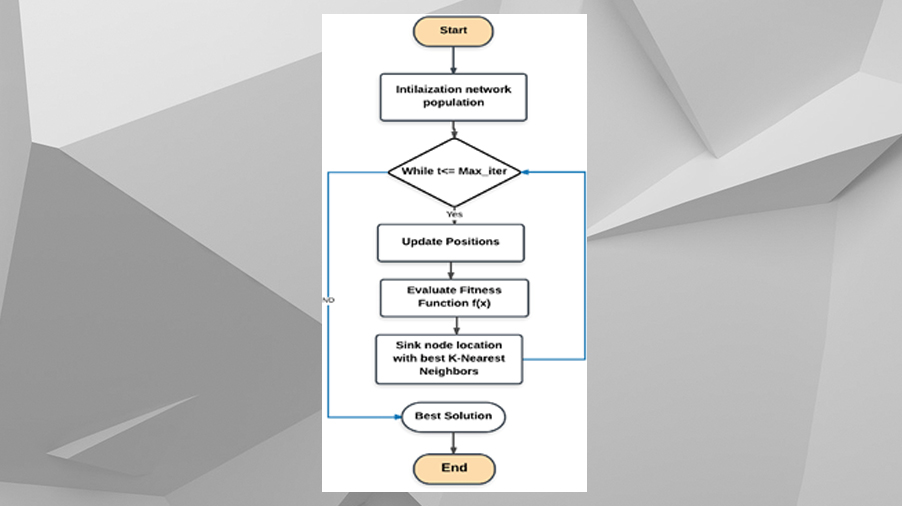 Start
Intilaization network
population
While t<= Max_iter
Yes
Update Positions
Evaluate Fitness
Function f(x)
NO
Sink node location
with best K-Nearest
Neighbors
Best Solution
End